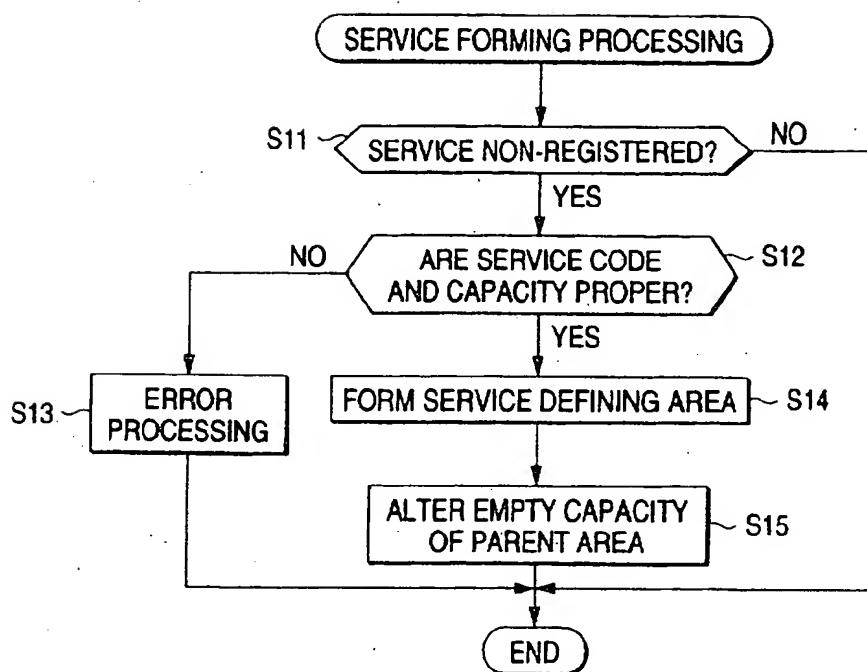 SERVICE FORMING PROCESSING
S11
SERVICE NON-REGISTERED?
NO
YES
NO
ARE SERVICE CODE
AND CAPACITY PROPER?
S12
YES
S13
ERROR
PROCESSING
FORM SERVICE DEFINING AREA
S14
ALTER EMPTY CAPACITY
OF PARENT AREA
S15
END